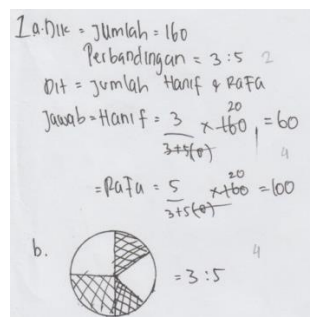 1 a. Dik = Jumlah = 160
Perbandingan = 3 : 5 2
Dit = Jumlah Hanif & Rafa
Jawab = Hanif = 3/3+5(8) x 160 20 = 60
4
= Rafa = 5/3+5(8) x 160 20 = 100
b. = 3 : 5 4